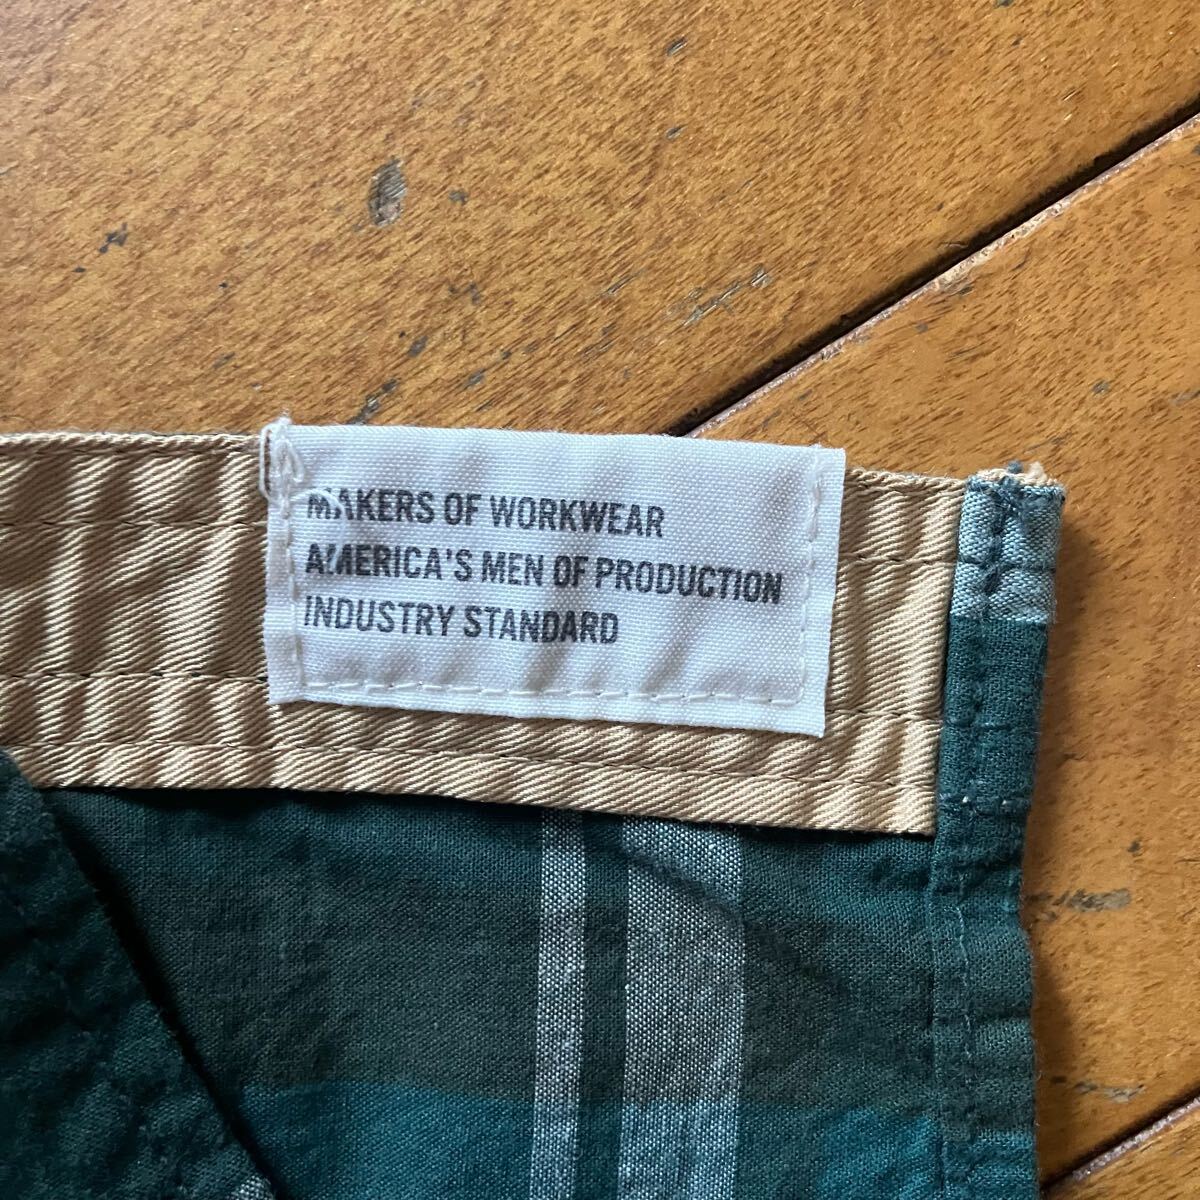 MAKERS OF WORKWEAR
AMERICA'S MEN OF PRODUCTION
INDUSTRY STANDARD